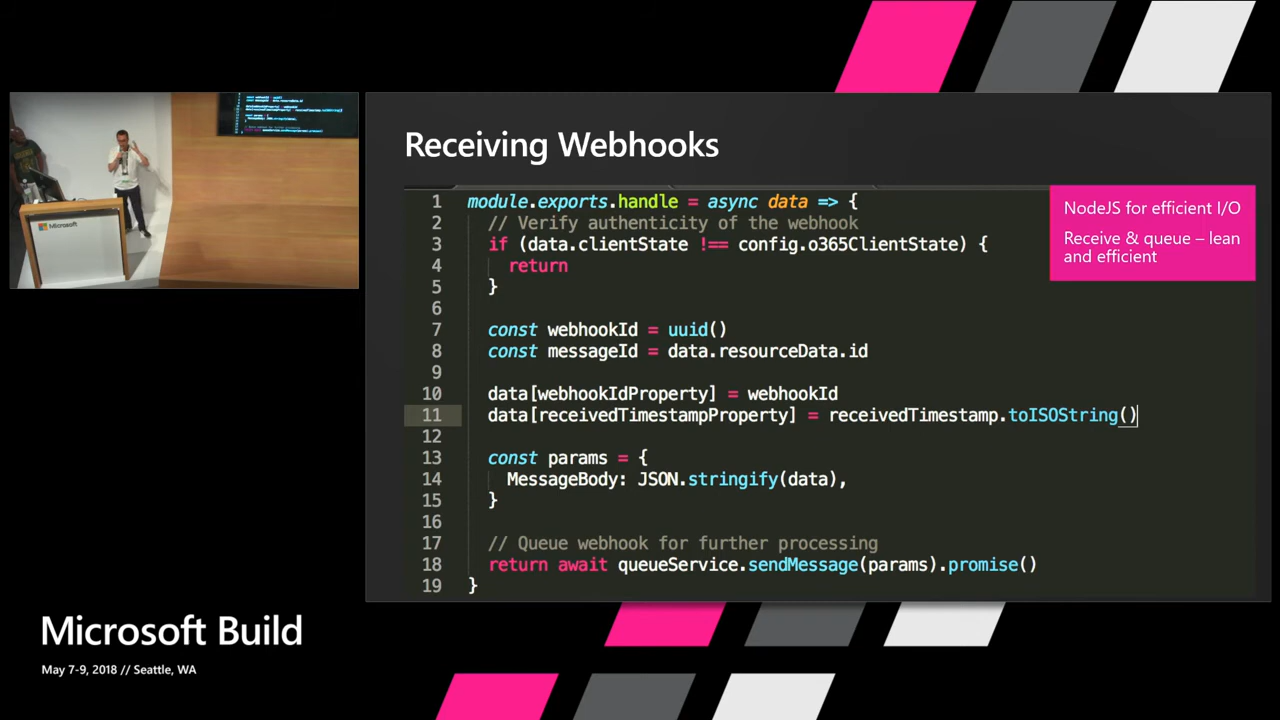 Receiving Webhooks
1 module.exports.handle = async data => {
2 // Verify authenticity of the webhook
3 if (data.clientState !== config.o365ClientState) {
4 return
5 }
6
7 const webhookId = uuid()
8 const messageId = data.resourceData.id
9
10 data[webhookIdProperty] = webhookId
11 data[receivedTimestampProperty] = receivedTimestamp.toISOString()
12
13 const params = {
14 MessageBody: JSON.stringify(data),
15 }
16
17 // Queue webhook for further processing
18 return await queueService.sendMessage(params).promise()
19 }
NodeJS for efficient I/O
Receive & queue – lean
and efficient
Microsoft
Microsoft Build
May 7-9, 2018 // Seattle, WA